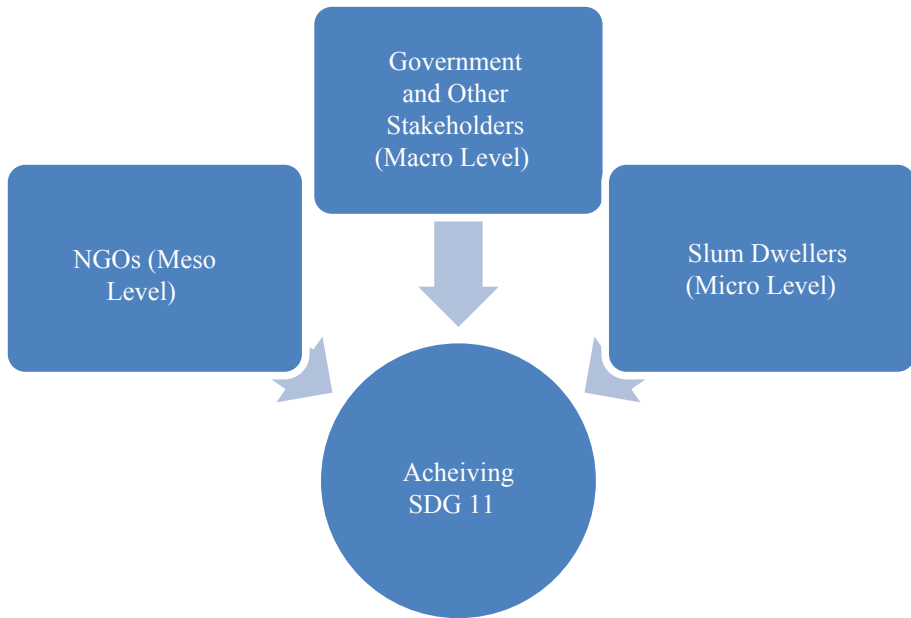 Government
and Other
Stakeholders
(Macro Level)
NGOs (Meso
Level)
Slum Dwellers
(Micro Level)
Acheiving
SDG 11